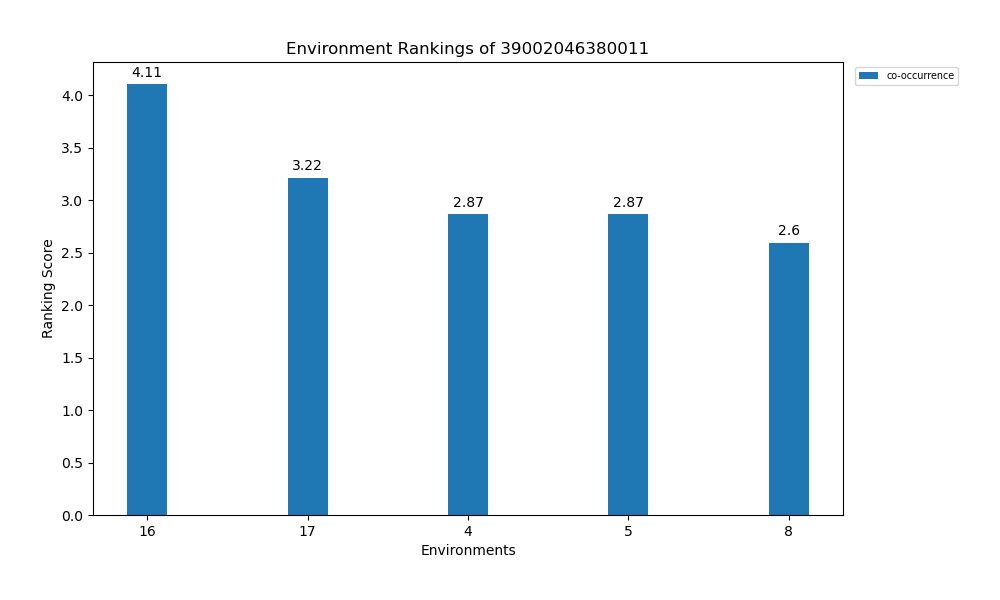 Environment Rankings of 39002046380011
co-occurrence
4.11
3.22
2.87
2.87
2.6
4.0
3.5
3.0
2.5
2.0
1.5
1.0
0.5
0.0
Ranking Score
16 17 4 5 8
Environments